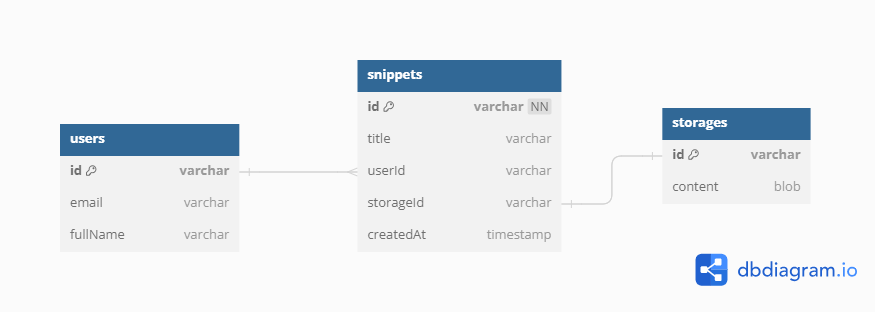 users
id varchar
email varchar
fullName varchar
snippets
id varchar NN
title varchar
userId varchar
storageId varchar
createdAt timestamp
storages
id varchar
content blob
dbdiagram.io